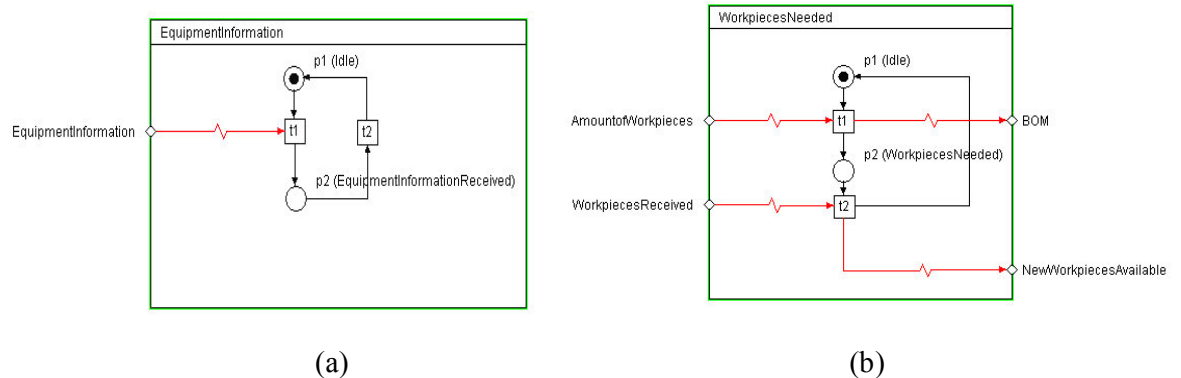 EquipmentInformation
p1 (Idle)
EquipmentInformation
t1
t2
p2 (EquipmentInformationReceived)
(a)
WorkpiecesNeeded
p1 (Idle)
AmountofWorkpieces
t1
BOM
p2 (WorkpiecesNeeded)
WorkpiecesReceived
t2
NewWorkpiecesAvailable
(b)